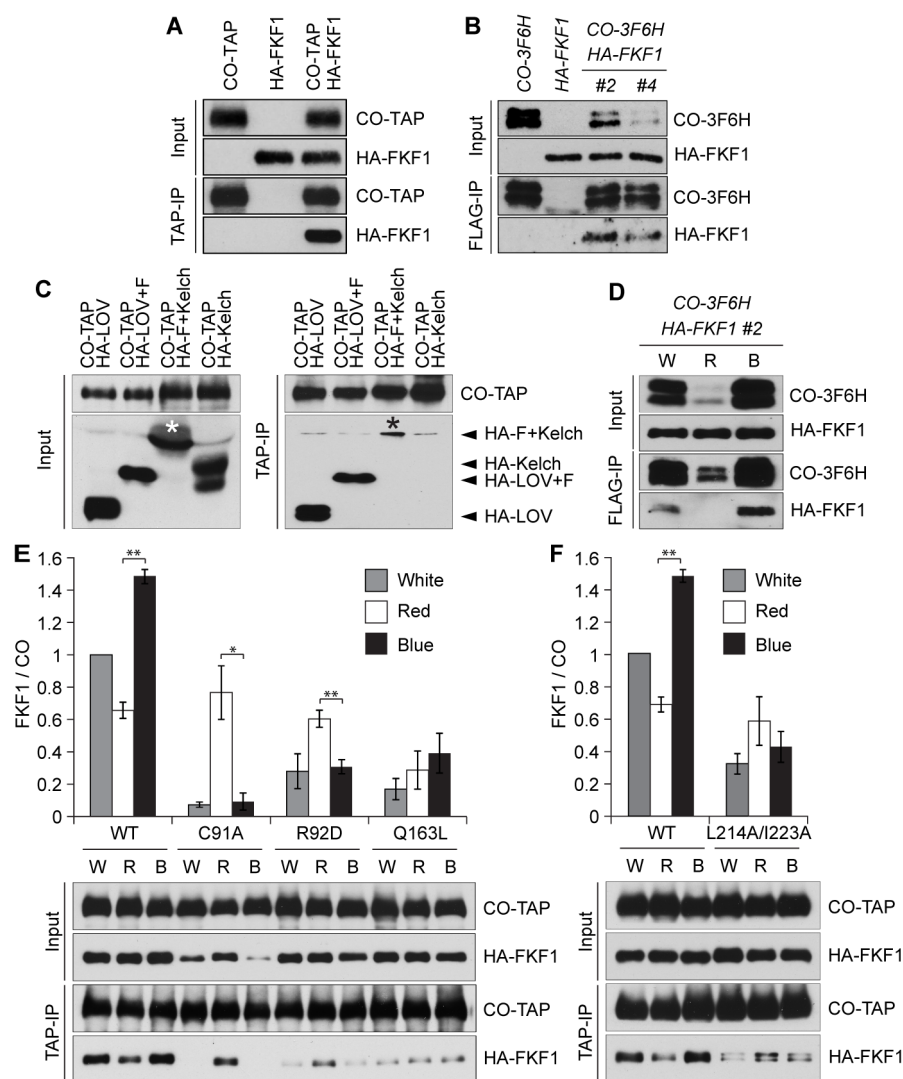 A
CO-TAP
HA-FKF1
CO-TAP
HA-FKF1
Input
CO-TAP
HA-FKF1
TAP-IP
CO-TAP
HA-FKF1
B
CO-3F6H
HA-FKF1
CO-3F6H
HA-FKF1
#2 #4
Input
CO-3F6H
HA-FKF1
FLAG-IP
CO-3F6H
HA-FKF1
C
CO-TAP
HA-LOV
CO-TAP
HA-LOV+F
CO-TAP
HA-F+Kelch
CO-TAP
HA-Kelch
Input
*
CO-TAP
HA-LOV
CO-TAP
HA-LOV+F
CO-TAP
HA-F+Kelch
CO-TAP
HA-Kelch
TAP-IP
CO-TAP
*
HA-F+Kelch
HA-Kelch
HA-LOV+F
HA-LOV
D
CO-3F6H
HA-FKF1 #2
W R B
Input
CO-3F6H
HA-FKF1
FLAG-IP
CO-3F6H
HA-FKF1
E
FKF1 / CO
1.6
1.4
1.2
1
0.8
0.6
0.4
0.2
0
**
*
**
White
Red
Blue
WT C91A R92D Q163L
W R B W R B W R B W R B
Input
CO-TAP
HA-FKF1
TAP-IP
CO-TAP
HA-FKF1
F
FKF1 / CO
1.6
1.4
1.2
1
0.8
0.6
0.4
0.2
0
**
White
Red
Blue
WT L214A/I223A
W R B W R B
Input
CO-TAP
HA-FKF1
TAP-IP
CO-TAP
HA-FKF1